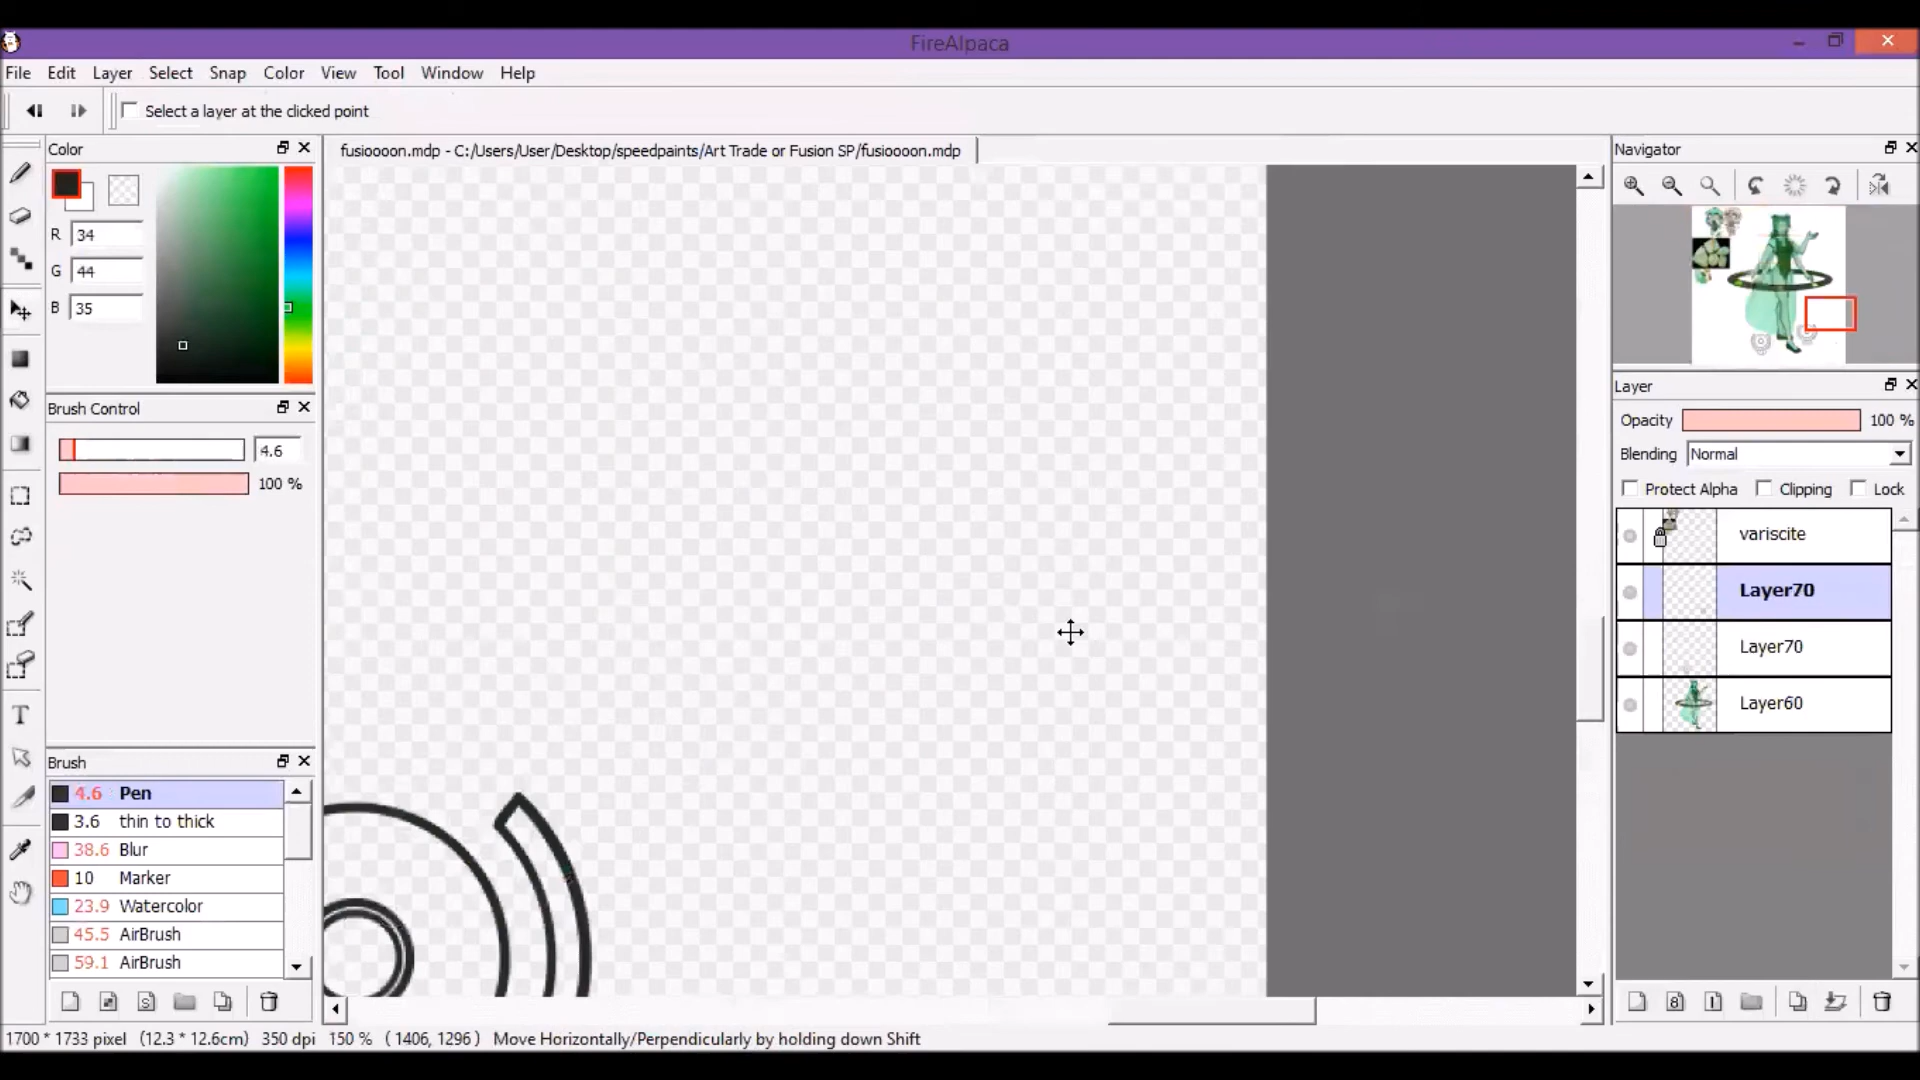 FireAlpaca
File Edit Layer Select Snap Color View Tool Window Help
Select a layer at the clicked point
Color
fusioooon.mdp - C:/Users/User/Desktop/speedpaints/Art Trade or Fusion SP/fusioooon.mdp
Navigator
R 34
G 44
B 35
Layer
Brush Control
Opacity 100 %
4.6
Blending Normal
100 %
Protect Alpha Clipping Lock
variscite
Layer70
Layer70
Layer60
T
Brush
4.6 Pen
3.6 thin to thick
38.6 Blur
10 Marker
23.9 Watercolor
45.5 AirBrush
59.1 AirBrush
S
8 1
1700 * 1733 pixel (12.3 * 12.6cm) 350 dpi 150 % ( 1406, 1296 ) Move Horizontally/Perpendicularly by holding down Shift